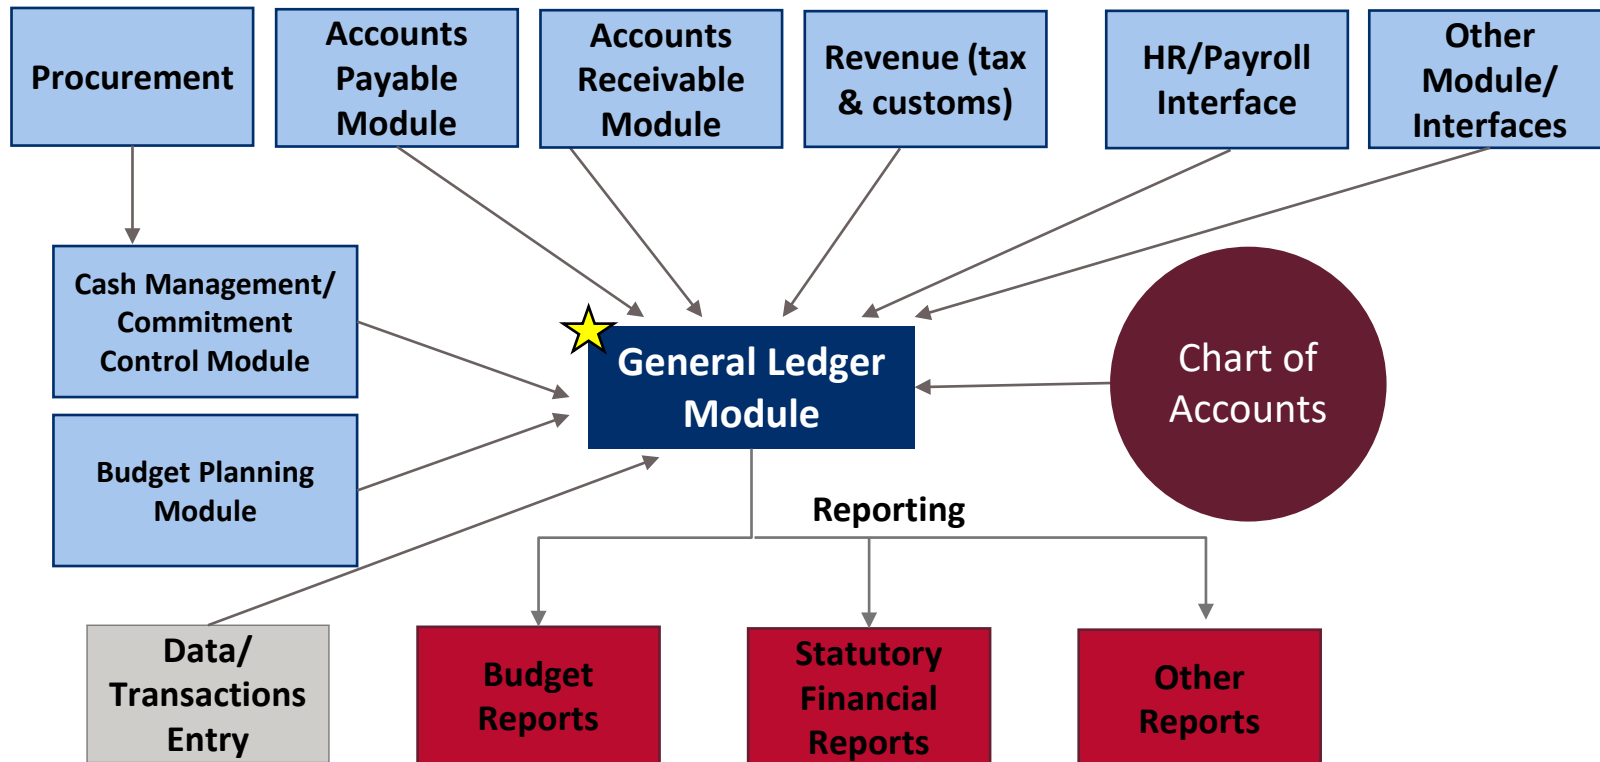 Procurement
Accounts
Payable
Module
Accounts
Receivable
Module
Revenue (tax
& customs)
HR/Payroll
Interface
Other
Module/
Interfaces
Cash Management/
Commitment
Control Module
General Ledger
Module
Chart of
Accounts
Budget Planning
Module
Reporting
Data/
Transactions
Entry
Budget
Reports
Statutory
Financial
Reports
Other
Reports